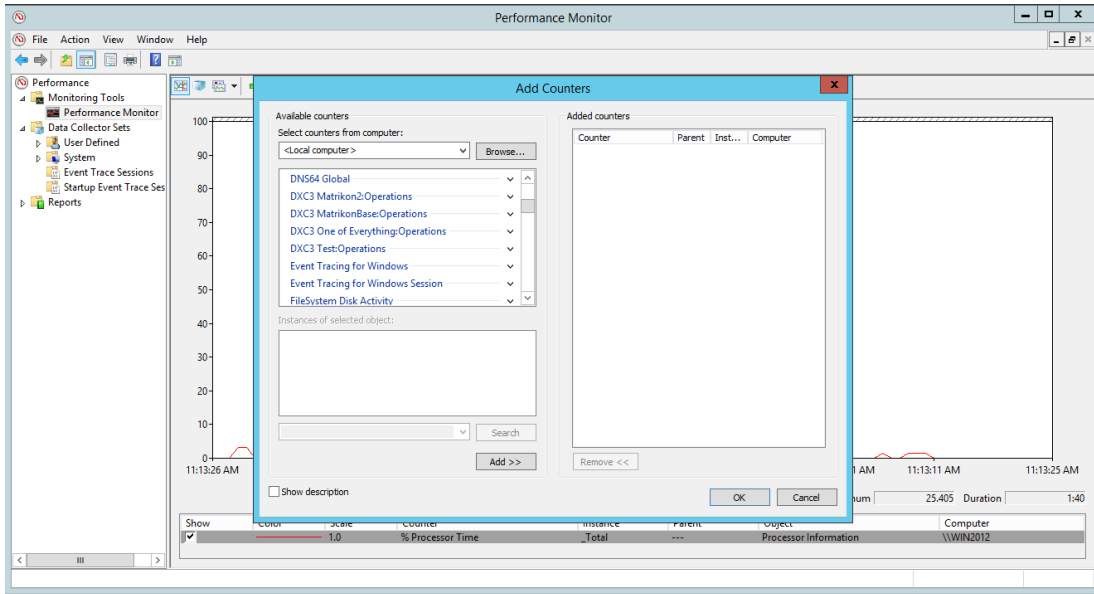 Performance Monitor
File Action View Window Help
Performance
Monitoring Tools
Performance Monitor
Data Collector Sets
User Defined
System
Event Trace Sessions
Startup Event Trace Ses
Reports
100
90
80
70
60
50
40
30
20
10
0
11:13:26 AM
1 AM
11:13:11 AM
11:13:25 AM
Add Counters
Available counters
Select counters from computer:
<Local computer>
Browse...
DNS64 Global
DXC3 Matrikon2:Operations
DXC3 MatrikonBase:Operations
DXC3 One of Everything:Operations
DXC3 Test:Operations
Event Tracing for Windows
Event Tracing for Windows Session
FileSystem Disk Activity
Instances of selected object:
Search
Add >>
Show description
Added counters
Counter Parent Inst... Computer
Remove <<
OK Cancel
num 25.405 Duration 1:40
Show Color Scale Counter Instance Parent Object Computer
1.0 % Processor Time _Total --- Processor Information \\WIN2012